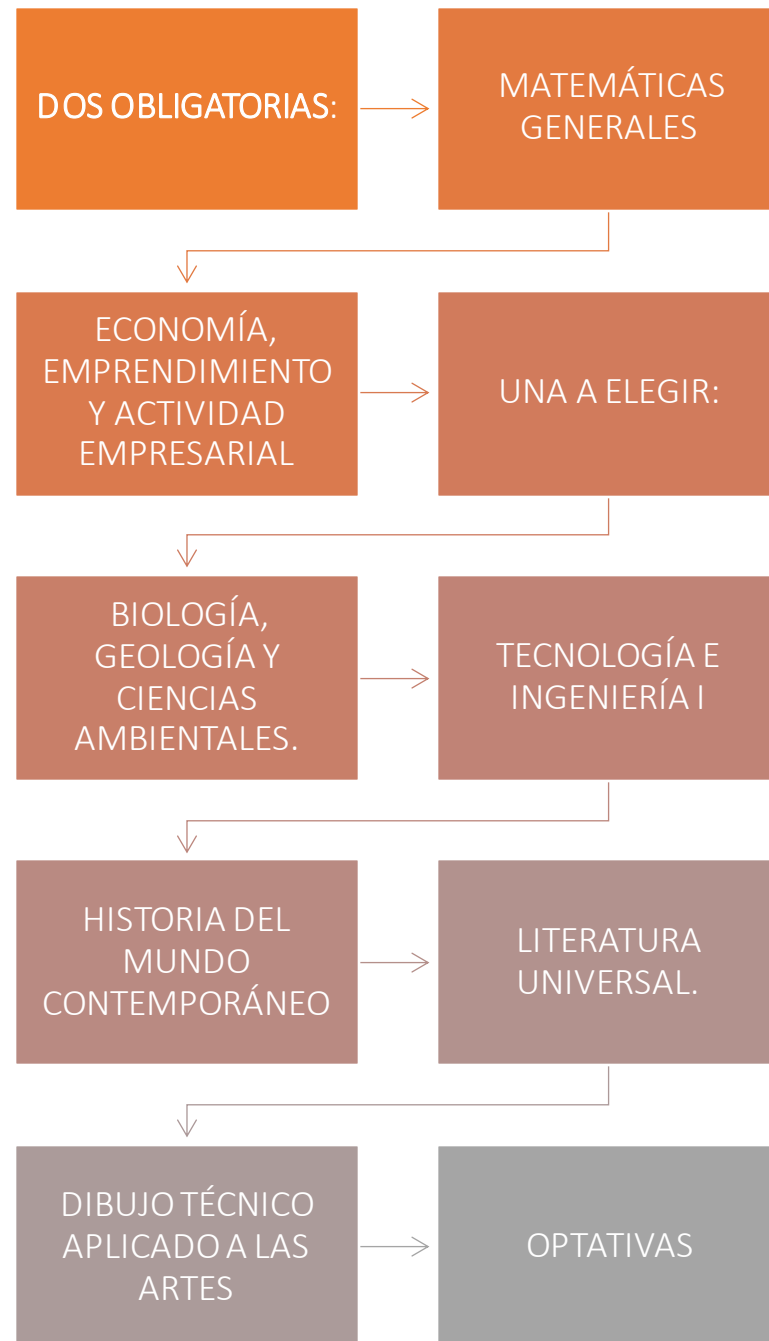 DOS OBLIGATORIAS:
MATEMÁTICAS
GENERALES
ECONOMÍA,
EMPRENDIMIENTO
Y ACTIVIDAD
EMPRESARIAL
UNA A ELEGIR:
BIOLOGÍA,
GEOLOGÍA Y
CIENCIAS
AMBIENTALES.
TECNOLOGÍA E
INGENIERÍA I
HISTORIA DEL
MUNDO
CONTEMPORÁNEO
LITERATURA
UNIVERSAL.
DIBUJO TÉCNICO
APLICADO A LAS
ARTES
OPTATIVAS